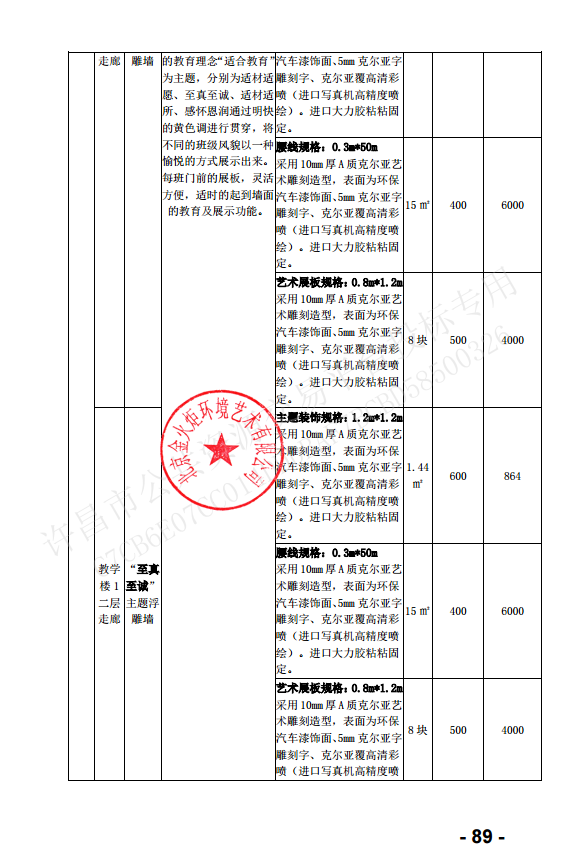 走廊
雕墙
的教育理念“适合教育”
为主题，分别为适材适
愿、至真至诚、适材适
所、感怀恩润通过明快
的黄色调进行贯穿，将
不同的班级风貌以一种
愉悦的方式展示出来。
每班门前的展板，灵活
方便，适时的起到墙面
的教育及展示功能。
汽车漆饰面、5mm 克尔亚字
雕刻字、克尔亚覆高清彩
喷（进口写真机高精度喷
绘）。进口大力胶粘粘固
定。
腰线规格：0.3m*50m
采用 10mm 厚 A 质克尔亚艺
术雕刻造型，表面为环保
汽车漆饰面、5mm 克尔亚字
雕刻字、克尔亚覆高清彩
喷（进口写真机高精度喷
绘）。进口大力胶粘粘固
定。
15 ㎡
400
6000
艺术展板规格：0.8m*1.2m
采用 10mm 厚 A 质克尔亚艺
术雕刻造型，表面为环保
汽车漆饰面、5mm 克尔亚字
雕刻字、克尔亚覆高清彩
喷（进口写真机高精度喷
绘）。进口大力胶粘粘固
定。
8 块
500
4000
教学
楼 1
二层
走廊
“至真
至诚”
主题浮
雕墙
主题装饰规格：1.2m*1.2m
采用 10mm 厚 A 质克尔亚艺
术雕刻造型，表面为环保
汽车漆饰面、5mm 克尔亚字
雕刻字、克尔亚覆高清彩
喷（进口写真机高精度喷
绘）。进口大力胶粘粘固
定。
1.44
㎡
600
864
腰线规格：0.3m*50m
采用 10mm 厚 A 质克尔亚艺
术雕刻造型，表面为环保
汽车漆饰面、5mm 克尔亚字
雕刻字、克尔亚覆高清彩
喷（进口写真机高精度喷
绘）。进口大力胶粘粘固
定。
15 ㎡
400
6000
艺术展板规格：0.8m*1.2m
采用 10mm 厚 A 质克尔亚艺
术雕刻造型，表面为环保
汽车漆饰面、5mm 克尔亚字
雕刻字、克尔亚覆高清彩
喷（进口写真机高精度喷
8 块
500
4000
北京金火炬环境艺术有限公司
- 89 -